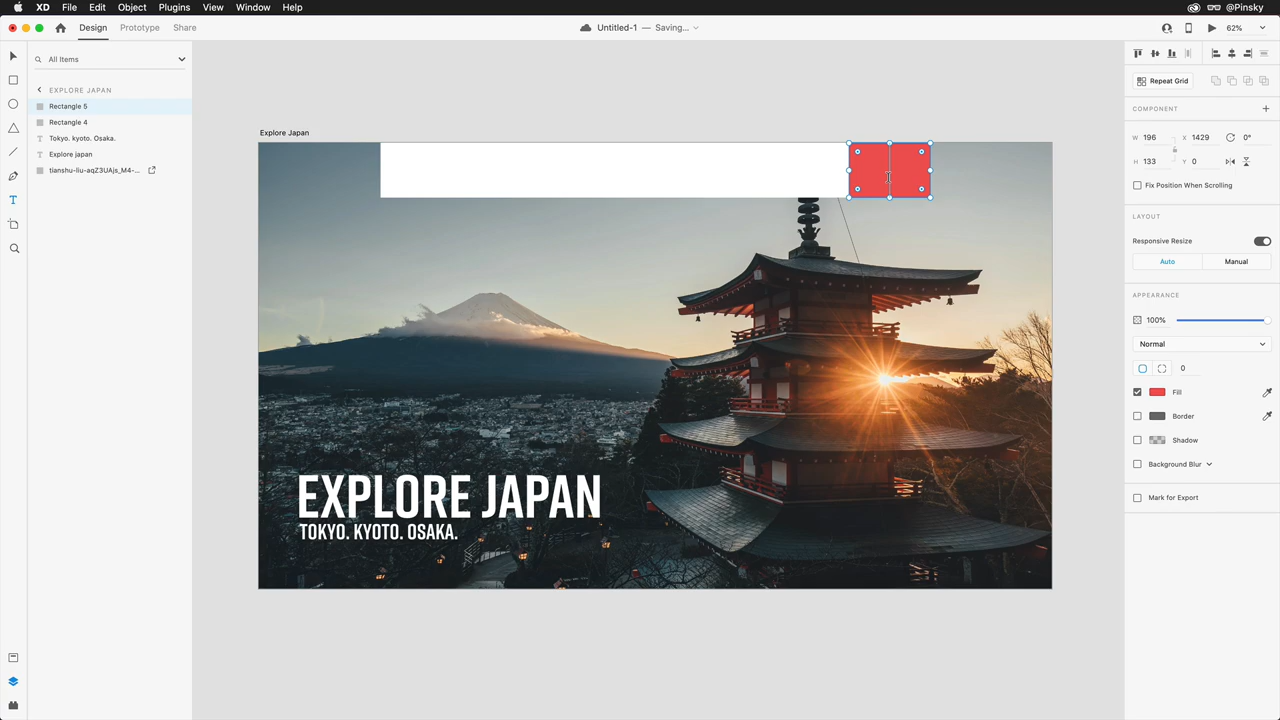 XD File Edit Object Plugins View Window Help @Pinsky
Design Prototype Share Untitled-1 — Saving... 62%
All Items
EXPLORE JAPAN
Rectangle 5
Rectangle 4
Tokyo. kyoto. Osaka.
Explore japan
tianshu-liu-aqZ3UAjs_M4-...
Explore Japan
EXPLORE JAPAN
TOKYO. KYOTO. OSAKA.
Repeat Grid
COMPONENT
W 196 X 1429 0°
H 133 Y 0
Fix Position When Scrolling
LAYOUT
Responsive Resize
Auto Manual
APPEARANCE
100%
Normal
0
Fill
Border
Shadow
Background Blur
Mark for Export